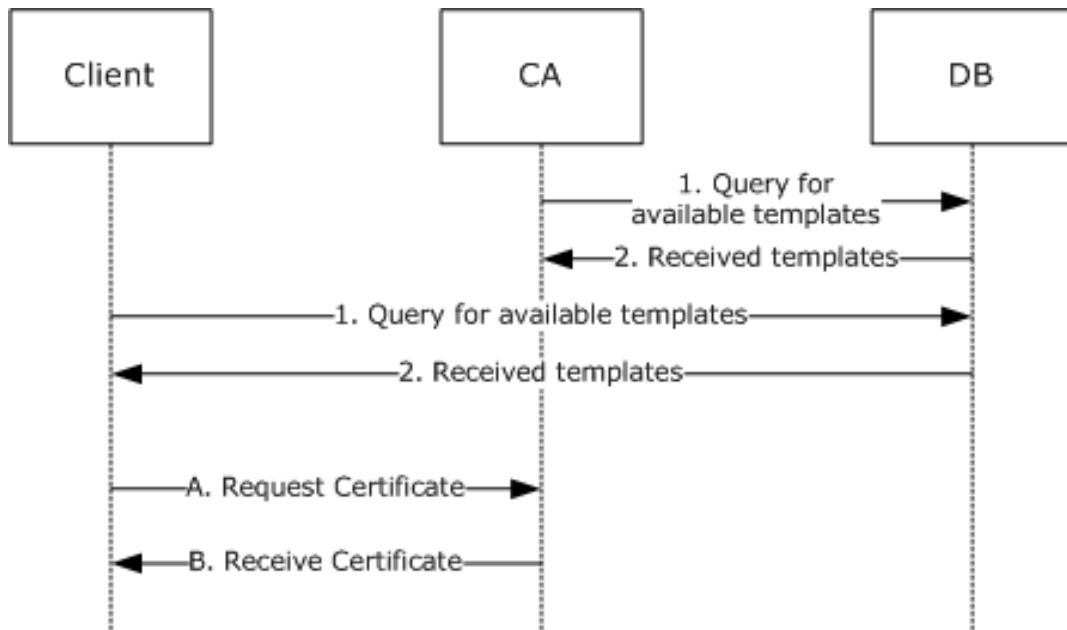 Client
CA
DB
1. Query for
available templates
2. Received templates
1. Query for available templates
2. Received templates
A. Request Certificate
B. Receive Certificate